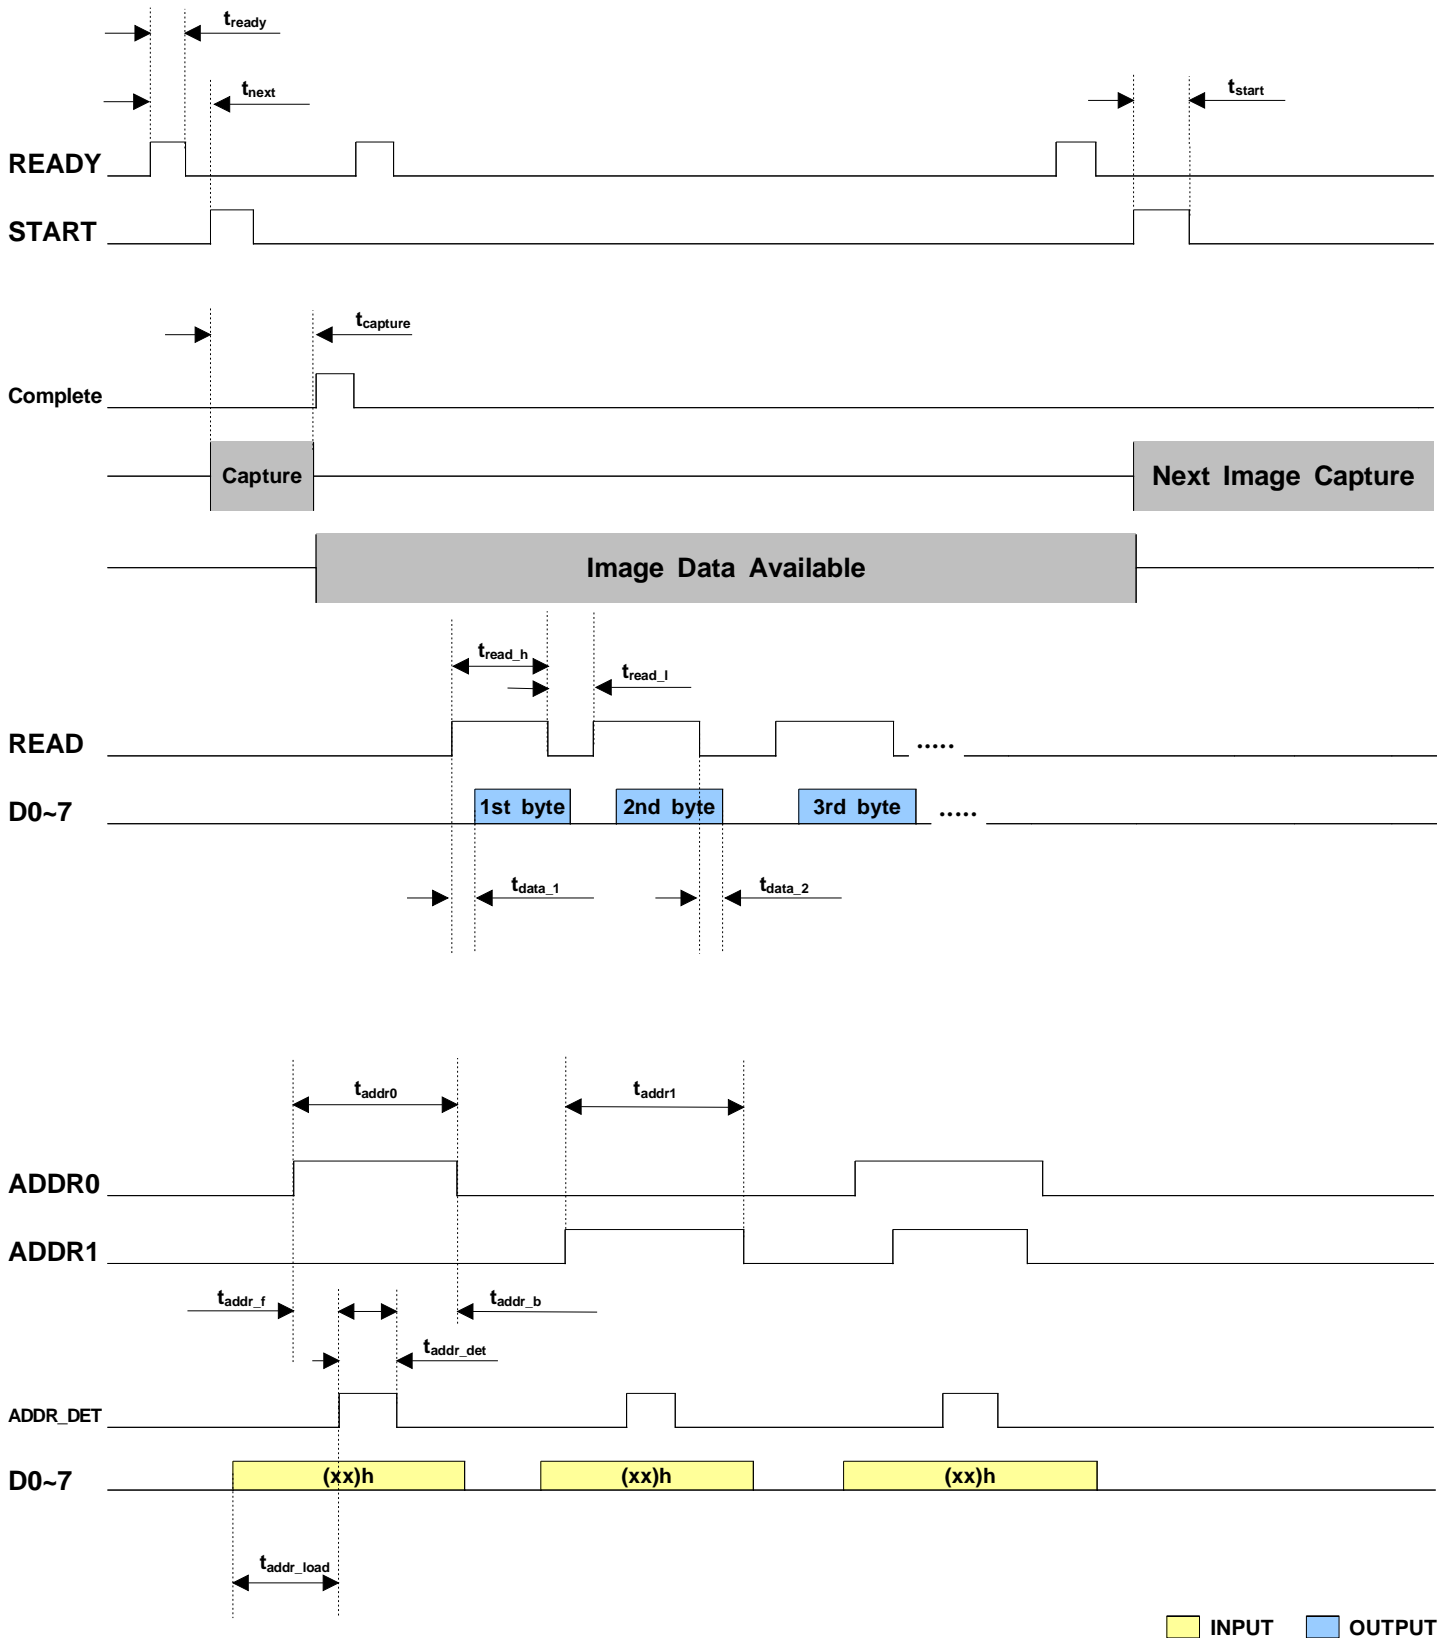 tready
tnext
tstart
READY
START
tcapture
Complete
Capture
Next Image Capture
Image Data Available
tread_h
tread_l
READ
.....
D0~7
1st byte
2nd byte
3rd byte
.....
tdata_1
tdata_2
taddr0
taddr1
ADDR0
ADDR1
taddr_f
taddr_b
taddr_det
ADDR_DET
D0~7
(xx)h
(xx)h
(xx)h
taddr_load
INPUT
OUTPUT